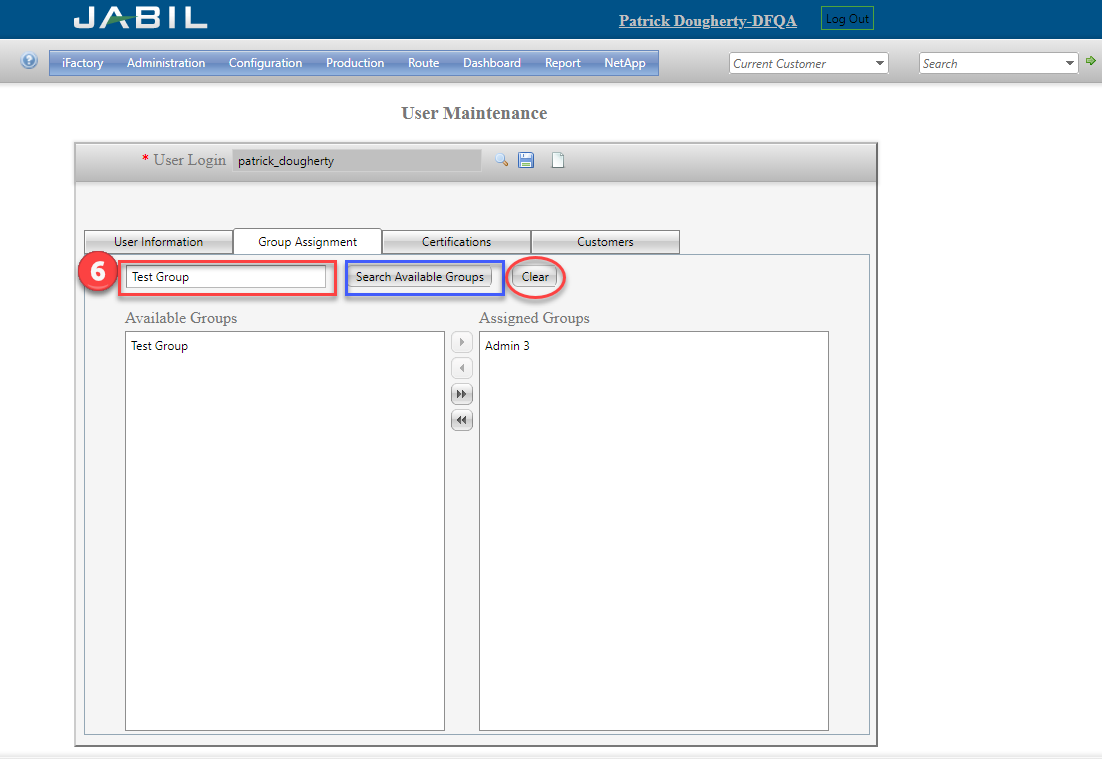 JABIL
Patrick Dougherty-DFQA
Log Out
?
iFactory Administration Configuration Production Route Dashboard Report NetApp
Current Customer
Search
User Maintenance
* User Login patrick_dougherty
User Information Group Assignment Certifications Customers
6 Test Group Search Available Groups Clear
Available Groups Assigned Groups
Test Group Admin 3